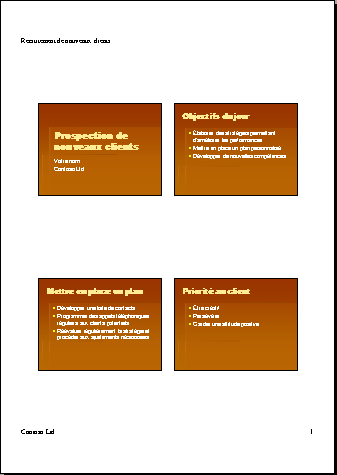 Recrutement de nouveaux clients
Prospection de
nouveaux clients
Votre nom
Contoso Ltd
Objectifs du jour
Élaborer des stratégies permettant
d'améliorer les performances
Mettre en place un plan personnalisé
Développer de nouvelles compétences
Mettre en place un plan
Développer une liste de contacts
Programmer des appels téléphoniques
réguliers aux clients potentiels
Réévaluer régulièrement la stratégie et
procéder aux ajustements nécessaires
Priorité au client
Être créatif
Persévérer
Garder une attitude positive
Contoso Ltd
1